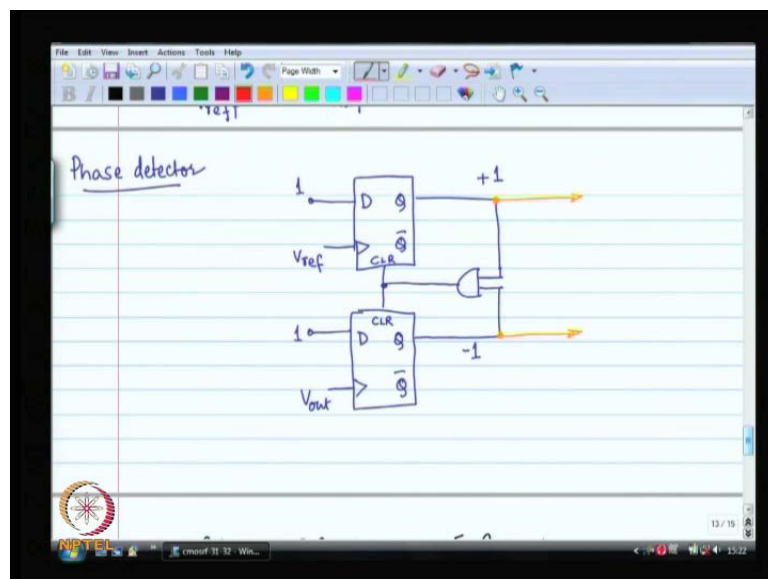 File Edit View Insert Actions Tools Help
Page Width
B I
Phase detector
1 D Q +1
Vref Q̅
CLR
CLR
1 D Q -1
Vout Q̅
13 / 15
NPTEL cmosrf-31-32 - Win... 15:22